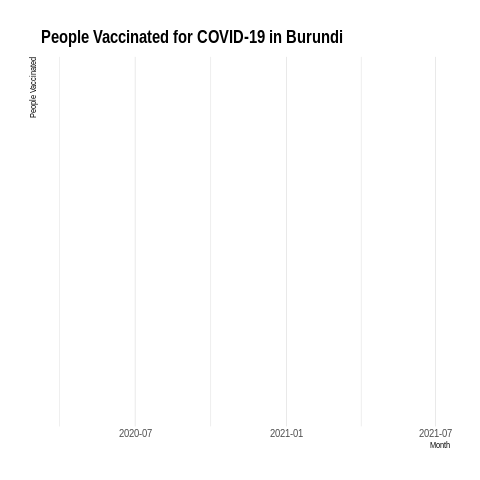 People Vaccinated for COVID-19 in Burundi
People Vaccinated
2020-07
2021-01
2021-07
Month